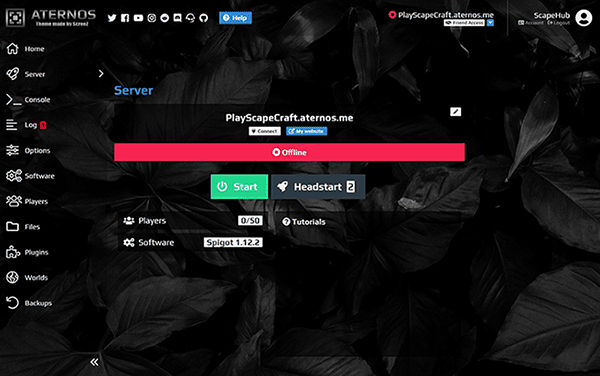 ATERNOS
Theme made by ScreeZ
Help
PlayScapeCraft.aternos.me
Friend Access
ScapeHub
Account Logout
Home
Server
Console
Log 1
Options
Software
Players
Files
Plugins
Worlds
Backups
Server
PlayScapeCraft.aternos.me
Connect My website
Offline
Start
Headstart 2
Players 0/50
Software Spigot 1.12.2
Tutorials